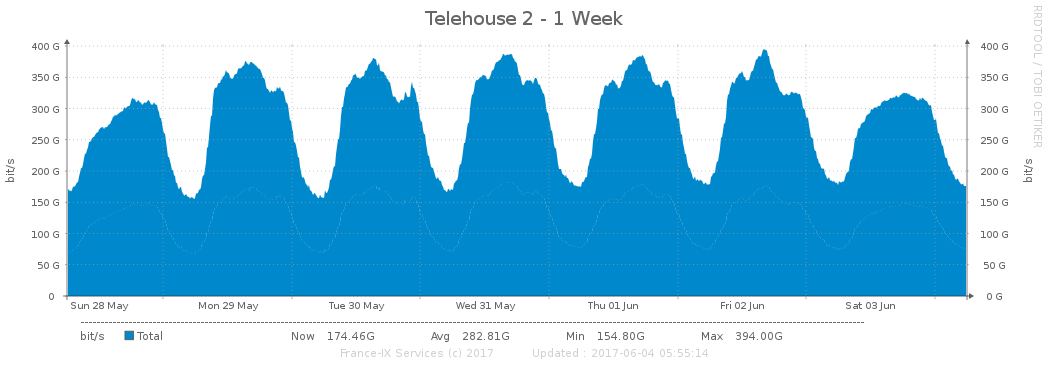 Telehouse 2 - 1 Week
RRDTOOL / TOBI OETIKER
400 G 400 G
350 G 350 G
300 G 300 G
250 G 250 G
200 G 200 G
150 G 150 G
100 G 100 G
50 G 50 G
0 0 G
bit/s bit/s
Sun 28 May Mon 29 May Tue 30 May Wed 31 May Thu 01 Jun Fri 02 Jun Sat 03 Jun
bit/s Total Now 174.46G Avg 282.81G Min 154.80G Max 394.00G
France-IX Services (c) 2017 Updated : 2017-06-04 05:55:14